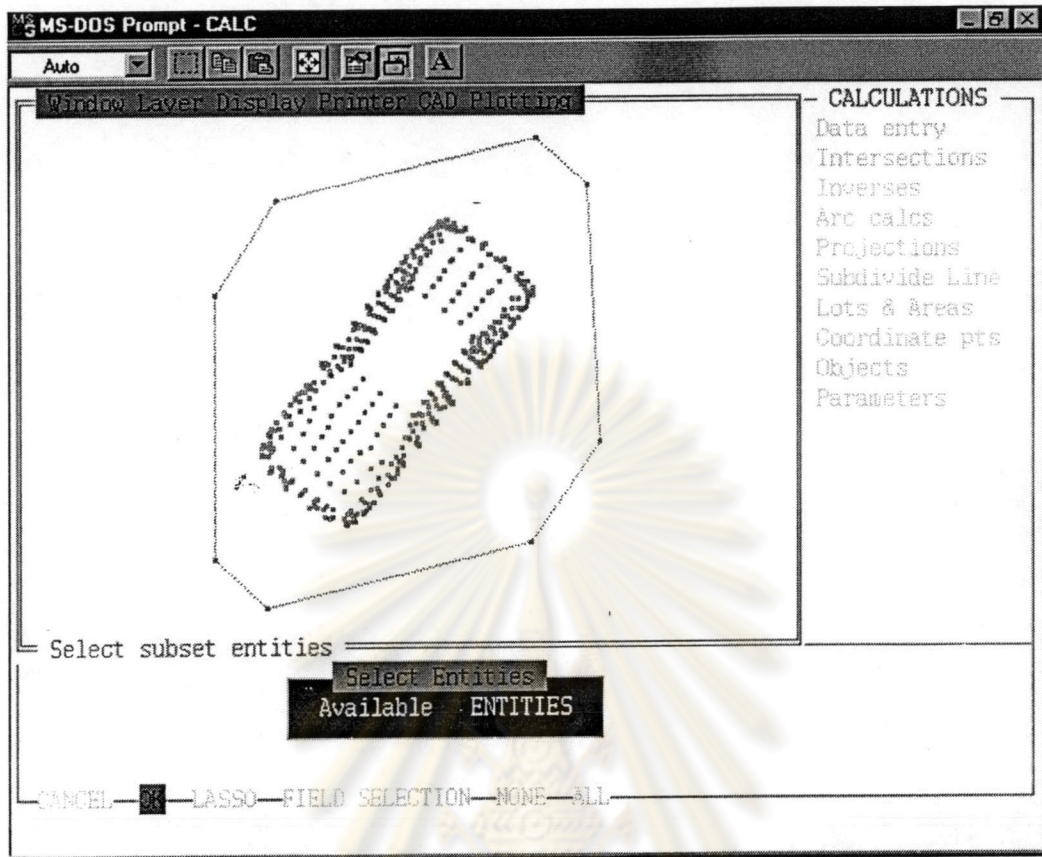 MS-DOS Prompt - CALC
Auto
A
Window Layer Display Printer CAD Plotting
CALCULATIONS
Data entry
Intersections
Inverses
Arc calcs
Projections
Subdivide Line
Lots & Areas
Coordinate pts
Objects
Parameters
Select subset entities
Select Entities
Available ENTITIES
CANCEL OK LASSO FIELD SELECTION NONE ALL